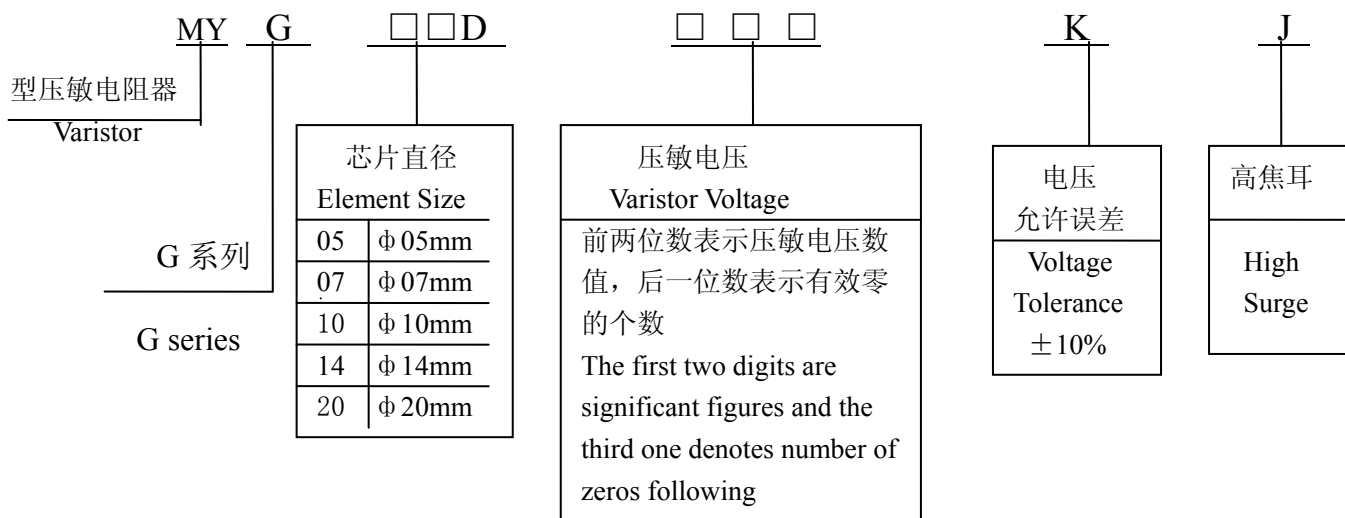 MY G □□D □ □ □ K J
型压敏电阻器
Varistor
G 系列
G series
芯片直径
Element Size
05 φ05mm
07 φ07mm
10 φ10mm
14 φ14mm
20 φ20mm
压敏电压
Varistor Voltage
前两位数表示压敏电压数
值，后一位数表示有效零
的个数
The first two digits are
significant figures and the
third one denotes number of
zeros following
电压
允许误差
Voltage
Tolerance
±10%
高焦耳
High
Surge